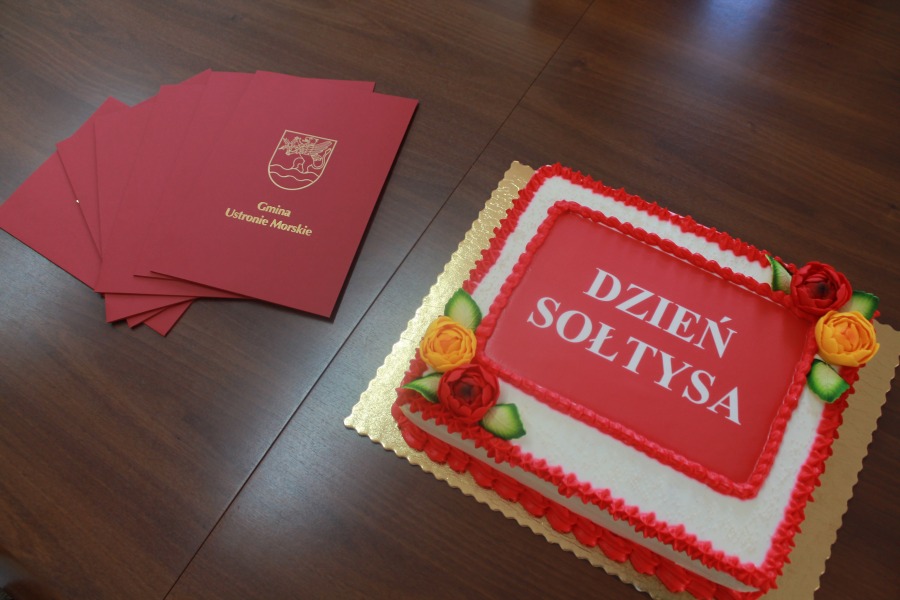 Gmina
Ustronie Morskie
DZIEŃ
SOŁTYSA